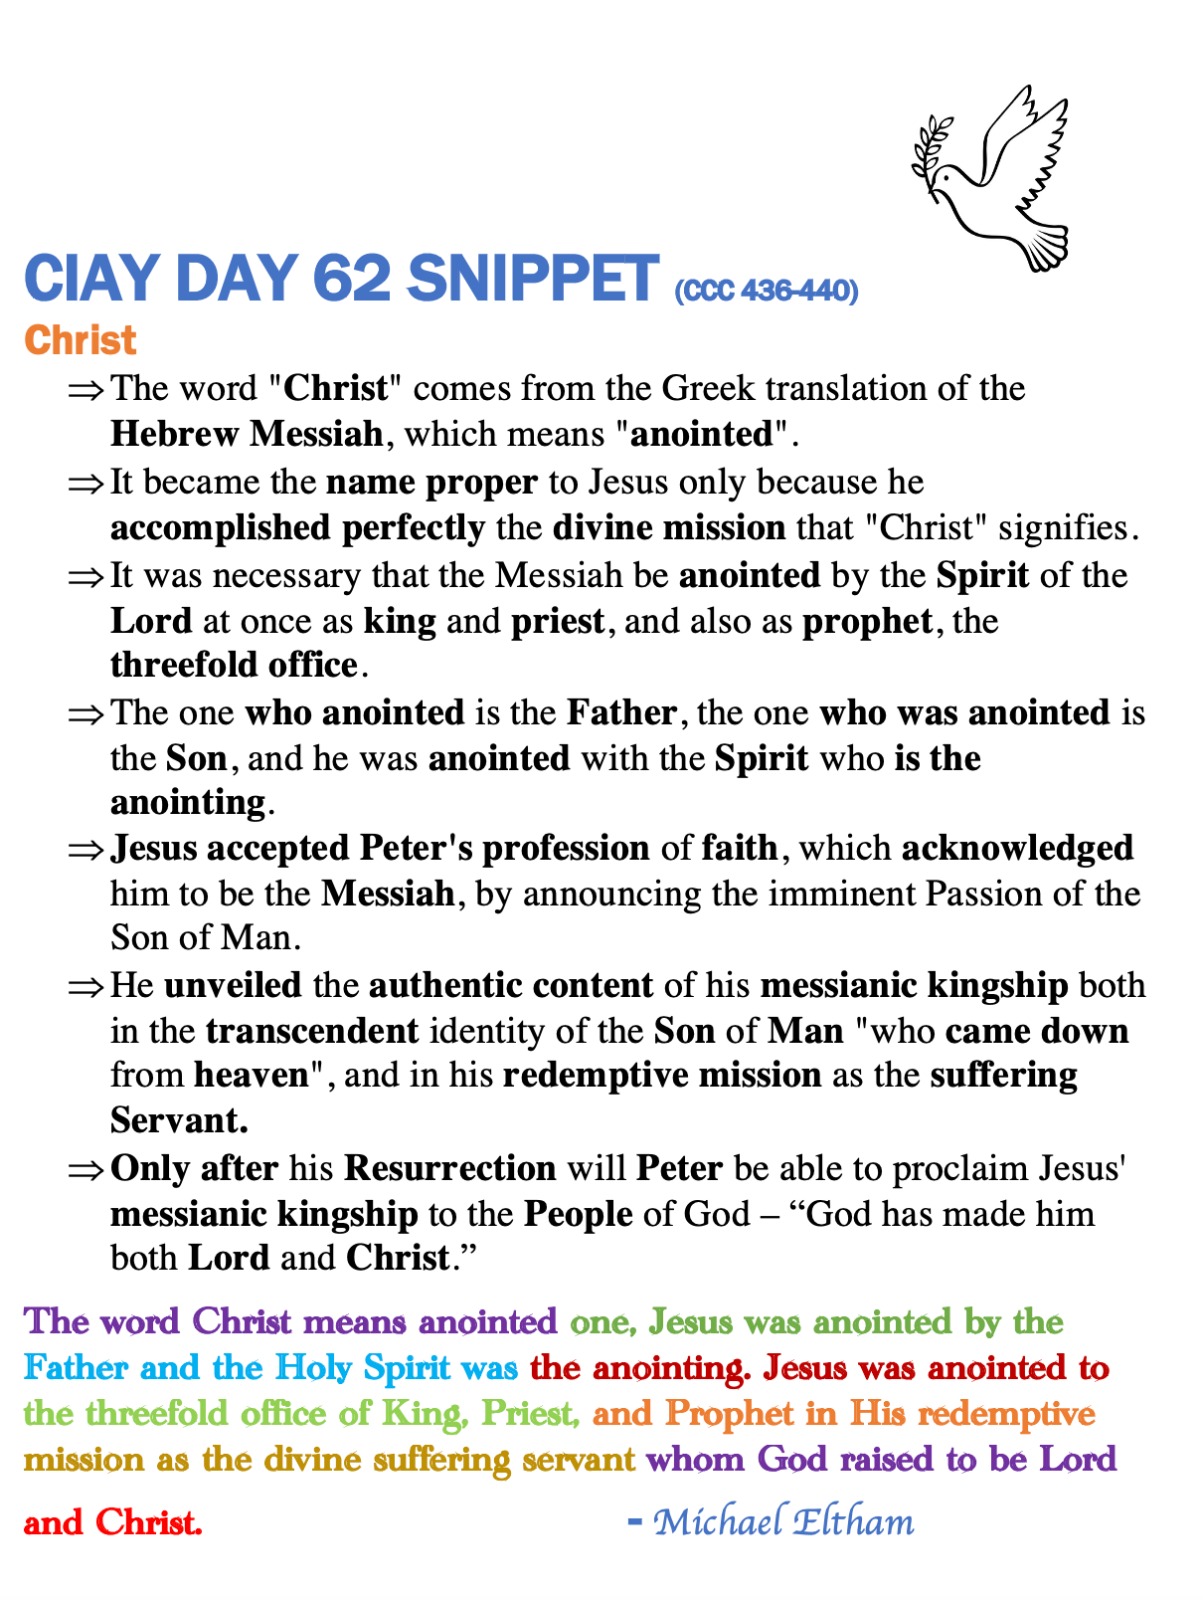 CIAY DAY 62 SNIPPET (CCC 436-440)
Christ
⇒ The word "Christ" comes from the Greek translation of the
Hebrew Messiah, which means "anointed".
⇒ It became the name proper to Jesus only because he
accomplished perfectly the divine mission that "Christ" signifies.
⇒ It was necessary that the Messiah be anointed by the Spirit of the
Lord at once as king and priest, and also as prophet, the
threefold office.
⇒ The one who anointed is the Father, the one who was anointed is
the Son, and he was anointed with the Spirit who is the
anointing.
⇒ Jesus accepted Peter's profession of faith, which acknowledged
him to be the Messiah, by announcing the imminent Passion of the
Son of Man.
⇒ He unveiled the authentic content of his messianic kingship both
in the transcendent identity of the Son of Man "who came down
from heaven", and in his redemptive mission as the suffering
Servant.
⇒ Only after his Resurrection will Peter be able to proclaim Jesus'
messianic kingship to the People of God – “God has made him
both Lord and Christ.”
The word Christ means anointed one, Jesus was anointed by the
Father and the Holy Spirit was the anointing. Jesus was anointed to
the threefold office of King, Priest, and Prophet in His redemptive
mission as the divine suffering servant whom God raised to be Lord
and Christ. - Michael Eltham